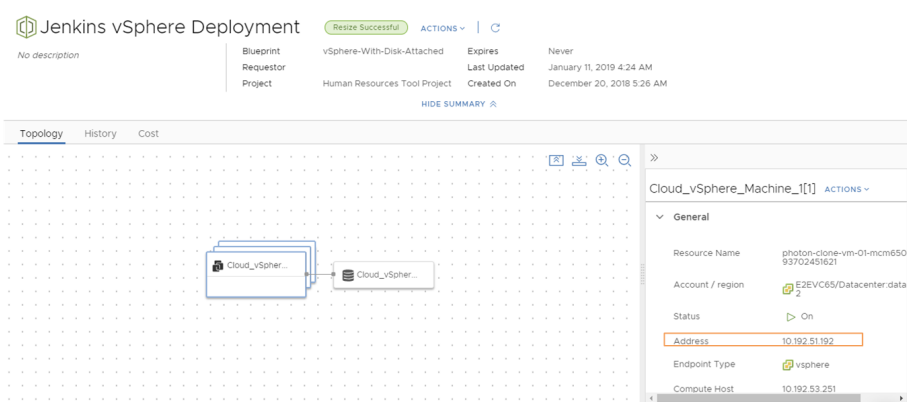 Jenkins vSphere Deployment Resize Successful ACTIONS
No description
Blueprint vSphere-With-Disk-Attached Expires Never
Requestor Last Updated January 11, 2019 4:24 AM
Project Human Resources Tool Project Created On December 20, 2018 5:26 AM
HIDE SUMMARY
Topology History Cost
Cloud_vSpher...
Cloud_vSpher...
Cloud_vSphere_Machine_1[1] ACTIONS
General
Resource Name photon-clone-vm-01-mcm650
93702451621
Account / region E2EVC65/Datacenter:data
2
Status On
Address 10.192.51.192
Endpoint Type vsphere
Compute Host 10.192.53.251